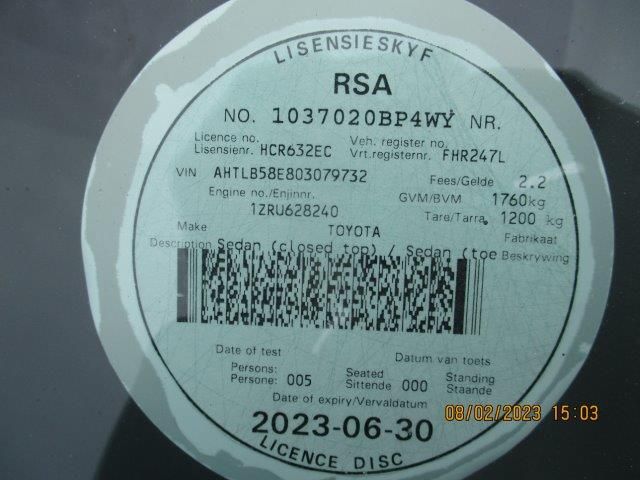 LISENSIESKYF
RSA
NO. 1037020BP4WY NR.
Licence no. Veh. register no.
Lisensienr. HCR632EC Vrt.registernr. FHR247L
VIN AHTLB58E803079732 Fees/Gelde 2.2
Engine no./Enjinnr. GVM/BVM 1760kg
1ZRU628240 Tare/Tarra. 1200 kg
Make TOYOTA Fabrikaat
Description Sedan (closed top) / Sedan (toe Beskrywing
Date of test Datum van toets
Persons: Seated Standing
Persone: 005 Sittende 000 Staande
Date of expiry/Vervaldatum
2023-06-30
LICENCE DISC
08/02/2023 15:03